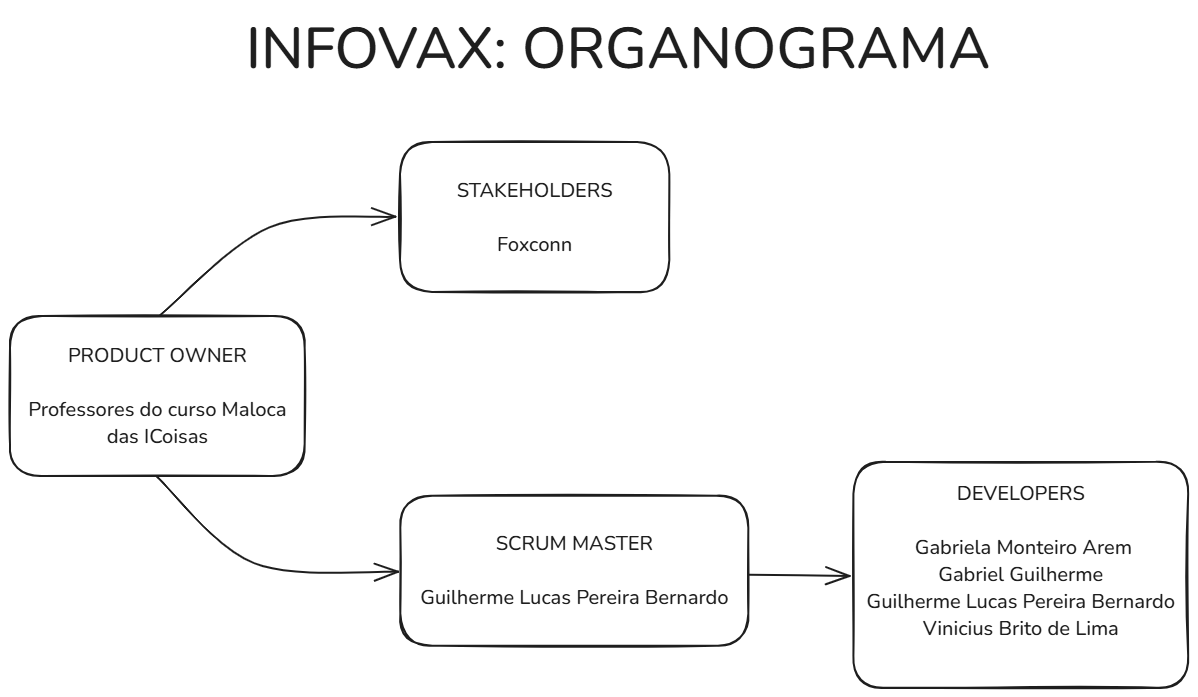 INFOVAX: ORGANOGRAMA
STAKEHOLDERS
Foxconn
PRODUCT OWNER
Professores do curso Maloca
das ICoisas
SCRUM MASTER
Guilherme Lucas Pereira Bernardo
DEVELOPERS
Gabriela Monteiro Arem
Gabriel Guilherme
Guilherme Lucas Pereira Bernardo
Vinicius Brito de Lima